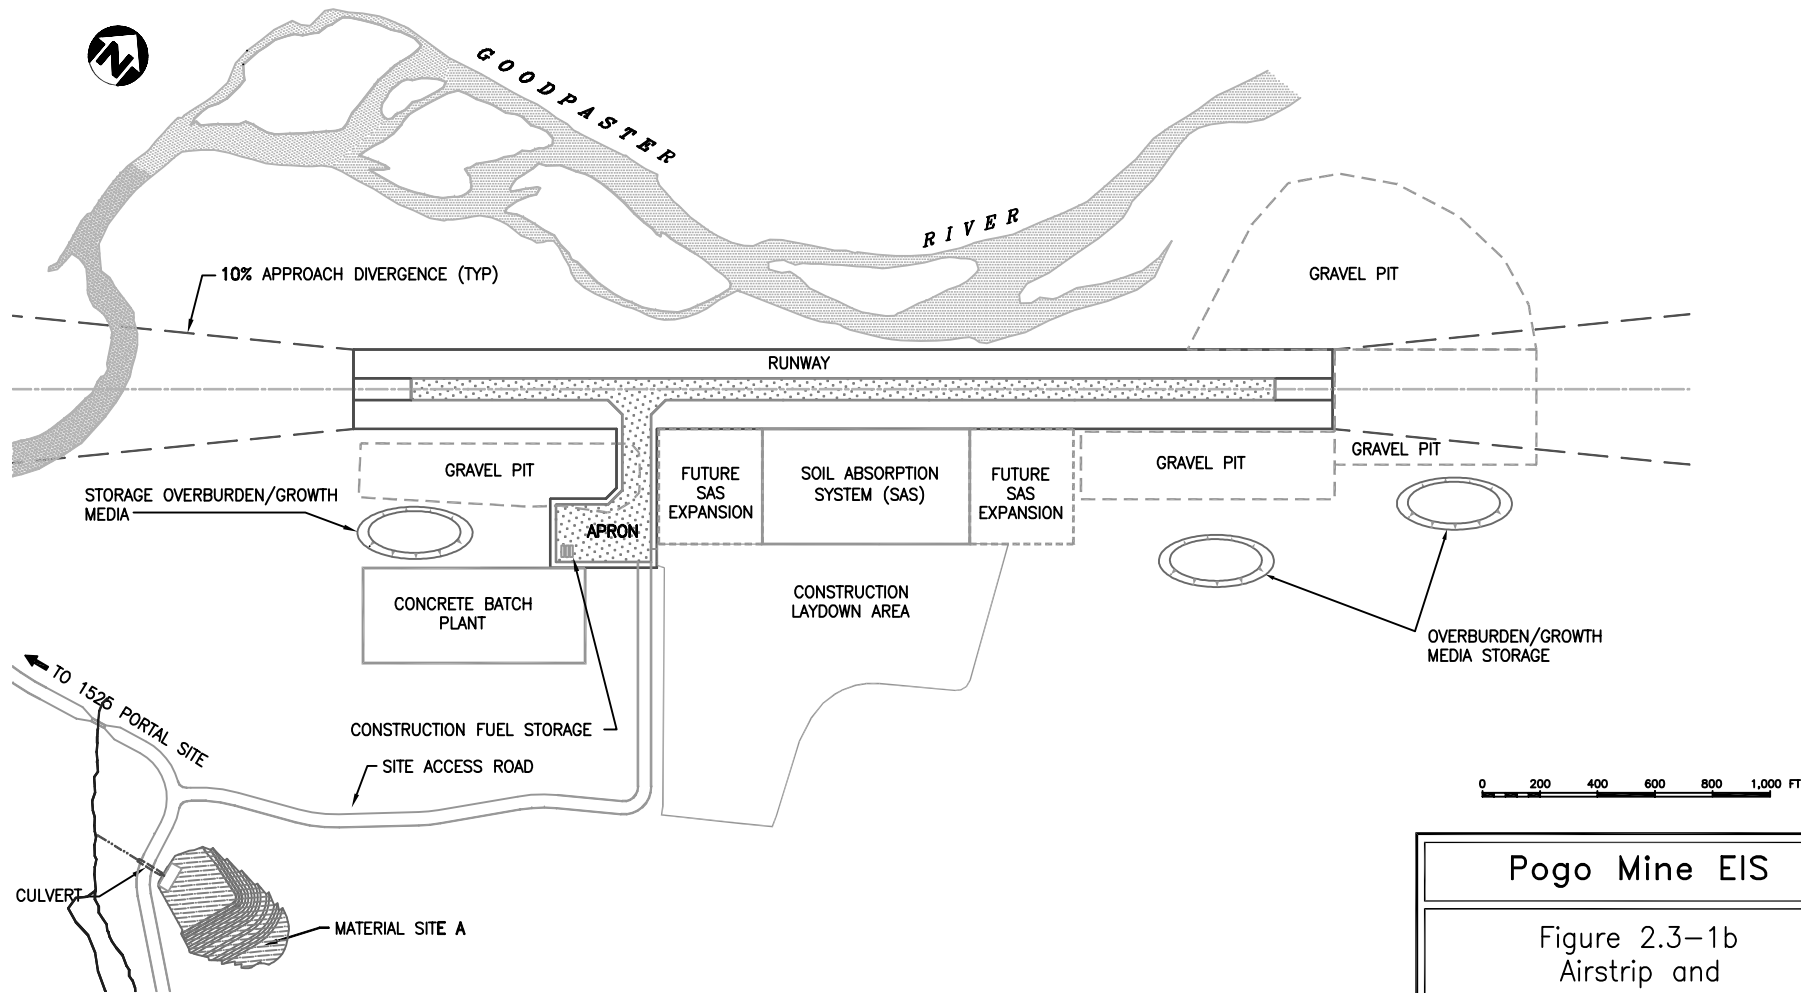 N
GOODPASTER
RIVER
10% APPROACH DIVERGENCE (TYP)
GRAVEL PIT
RUNWAY
GRAVEL PIT
FUTURE
SAS
EXPANSION
SOIL ABSORPTION
SYSTEM (SAS)
FUTURE
SAS
EXPANSION
GRAVEL PIT
GRAVEL PIT
STORAGE OVERBURDEN/GROWTH
MEDIA
APRON
CONCRETE BATCH
PLANT
CONSTRUCTION
LAYDOWN AREA
OVERBURDEN/GROWTH
MEDIA STORAGE
TO 1525 PORTAL SITE
CONSTRUCTION FUEL STORAGE
SITE ACCESS ROAD
0 200 400 600 800 1,000 FT
CULVERT
MATERIAL SITE A
Pogo Mine EIS
Figure 2.3-1b
Airstrip and